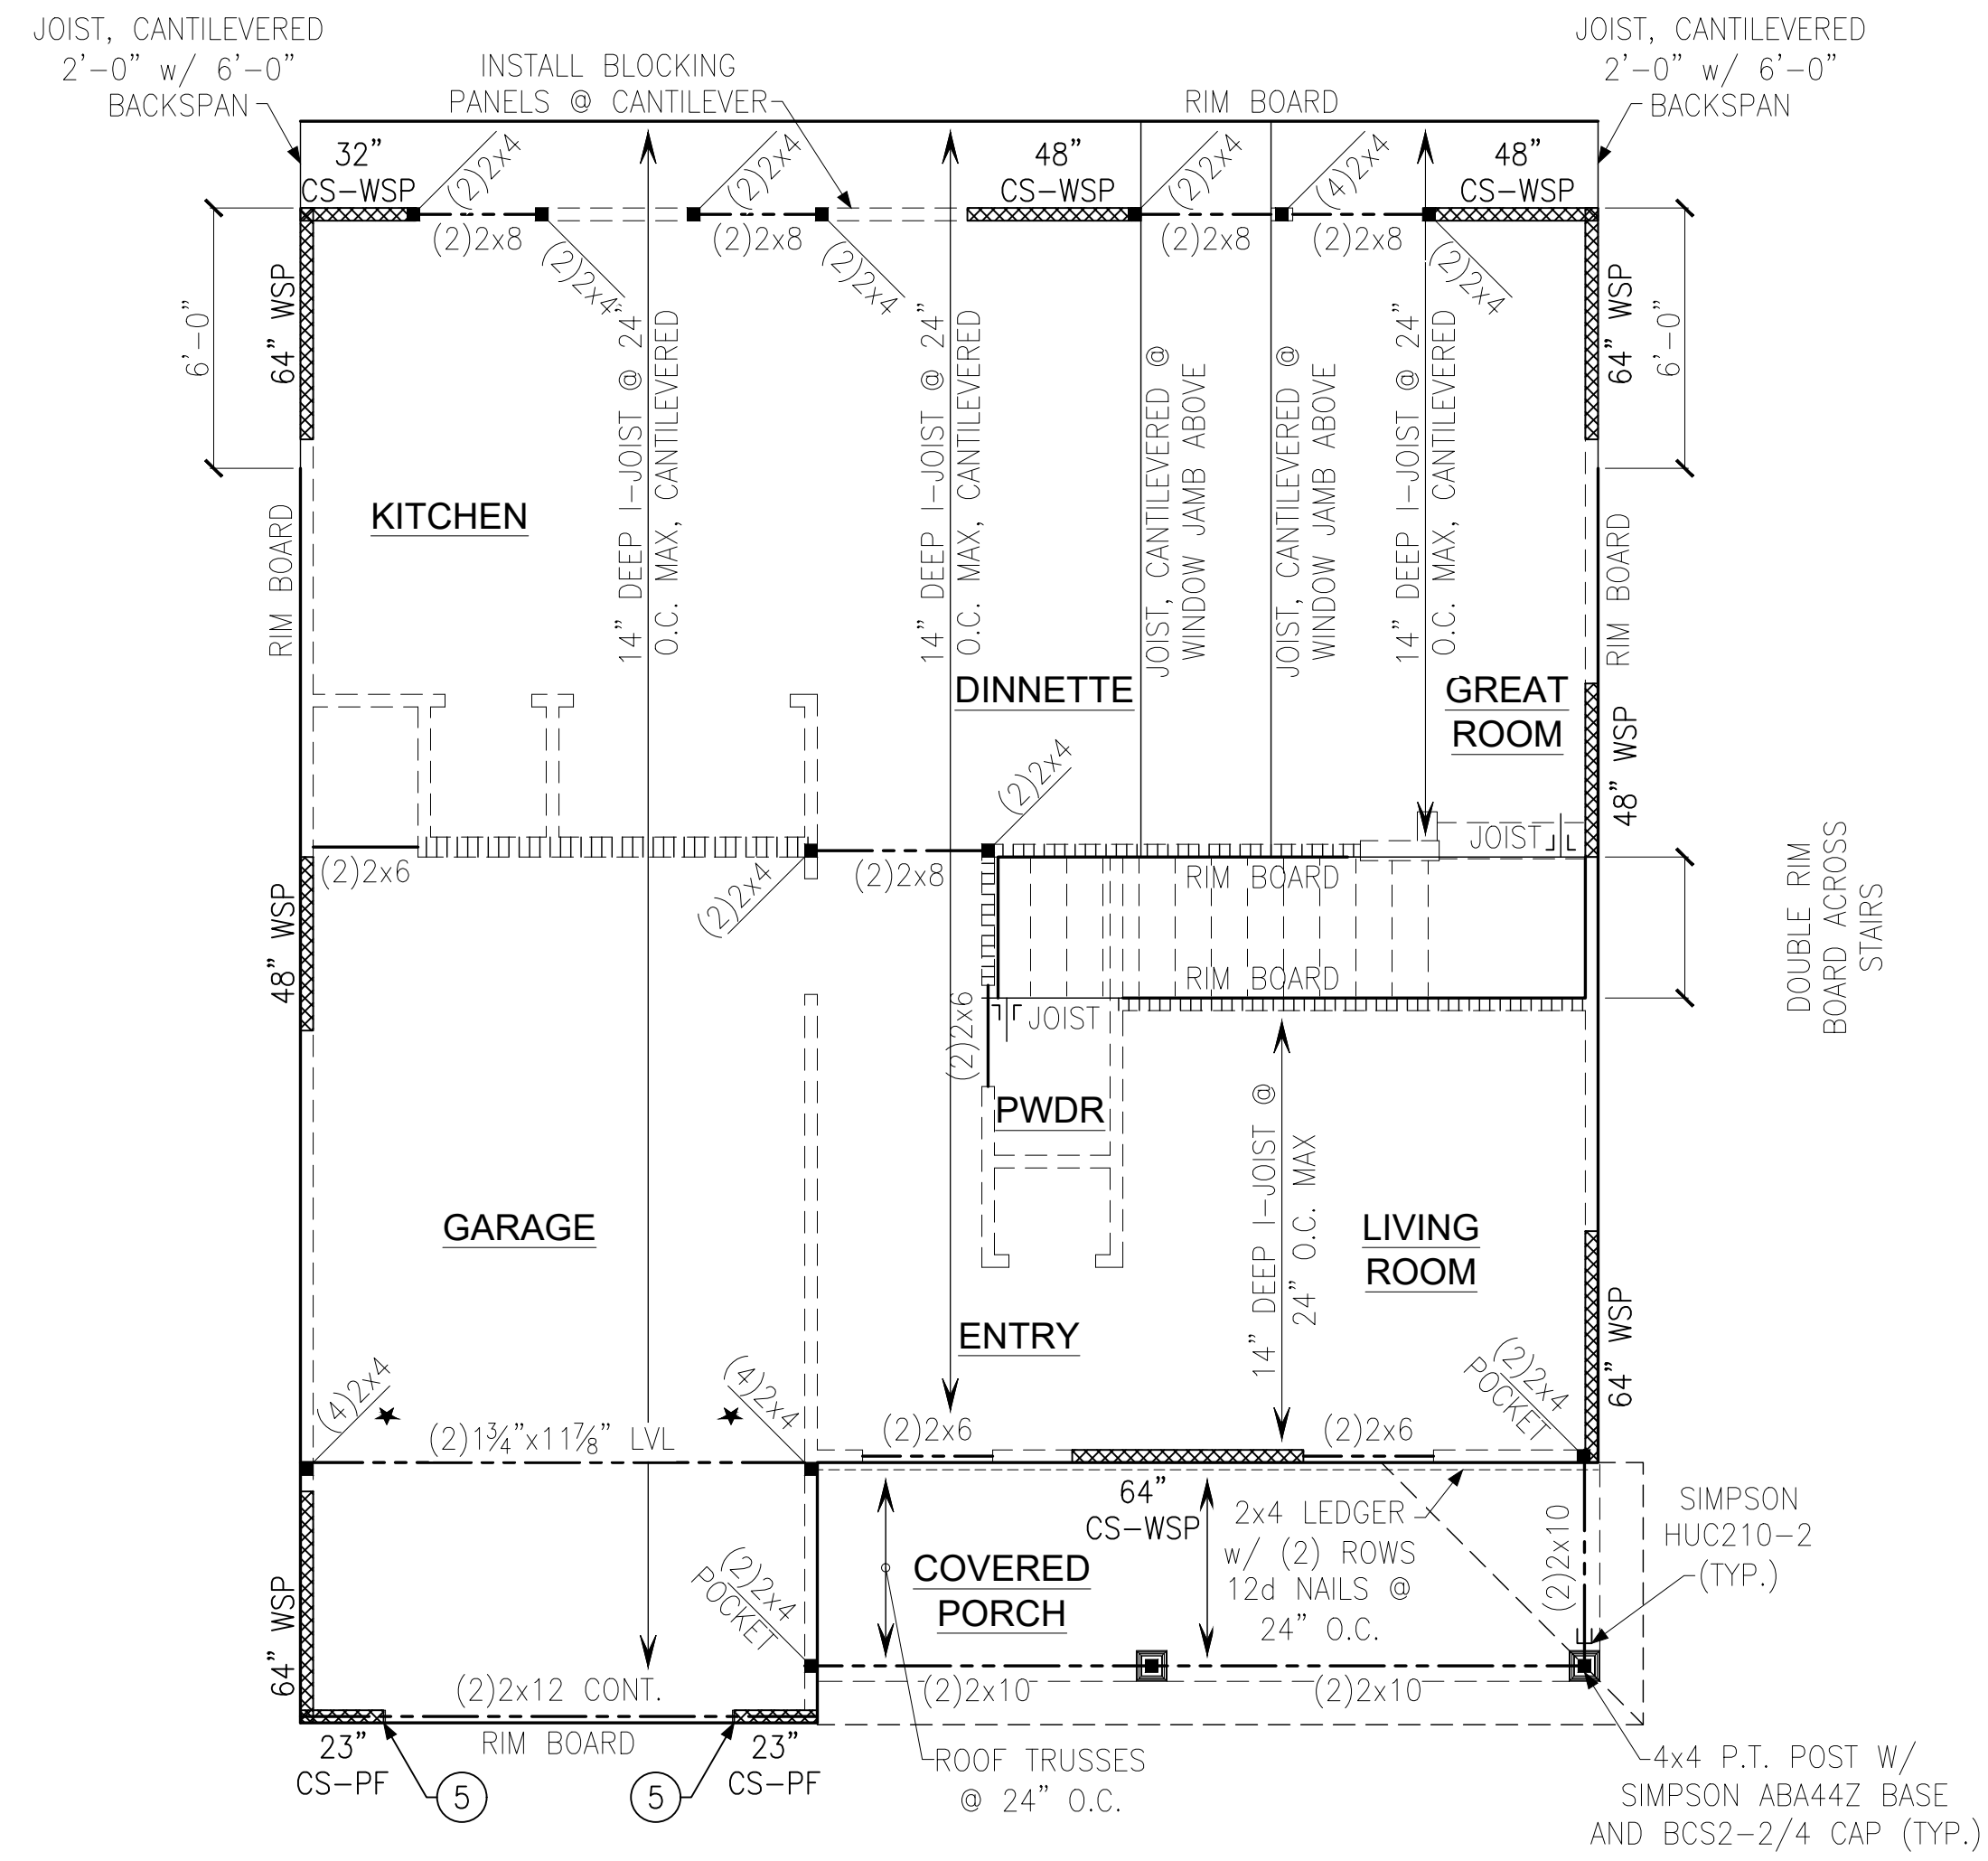 JOIST, CANTILEVERED
2'-0" w/ 6'-0"
BACKSPAN
INSTALL BLOCKING
PANELS @ CANTILEVER
RIM BOARD
JOIST, CANTILEVERED
2'-0" w/ 6'-0"
BACKSPAN
32"
CS-WSP
(2)2x4
(2)2x4
48"
CS-WSP
(2)2x4
(4)2x4
48"
CS-WSP
(2)2x8
(2)2x4
(2)2x8
(2)2x4
(2)2x8
(2)2x8
(2)2x4
6'-0"
64" WSP
14" DEEP I-JOIST @ 24"
O.C. MAX, CANTILEVERED
14" DEEP I-JOIST @ 24"
O.C. MAX, CANTILEVERED
JOIST, CANTILEVERED @
WINDOW JAMB ABOVE
JOIST, CANTILEVERED @
WINDOW JAMB ABOVE
14" DEEP I-JOIST @ 24"
O.C. MAX, CANTILEVERED
64" WSP
6'-0"
KITCHEN
RIM BOARD
RIM BOARD
DINNETTE
GREAT
ROOM
48" WSP
(2)2x4
JOIST
(2)2x6
(2)2x4
(2)2x8
RIM BOARD
DOUBLE RIM
BOARD ACROSS
STAIRS
48" WSP
RIM BOARD
(2)2x6
JOIST
PWDR
14" DEEP I-JOIST @
24" O.C. MAX
GARAGE
LIVING
ROOM
ENTRY
64" WSP
(4)2x4
(4)2x4
(2)2x4
POCKET
(2)1¾"x11⅞" LVL
(2)2x6
(2)2x6
64"
CS-WSP
2x4 LEDGER
w/ (2) ROWS
12d NAILS @
24" O.C.
(2)2x10
SIMPSON
HUC210-2
(TYP.)
COVERED
PORCH
(2)2x4
POCKET
64" WSP
(2)2x12 CONT.
(2)2x10
(2)2x10
RIM BOARD
23"
CS-PF
5
5
23"
CS-PF
ROOF TRUSSES
@ 24" O.C.
4x4 P.T. POST W/
SIMPSON ABA44Z BASE
AND BCS2-2/4 CAP (TYP.)